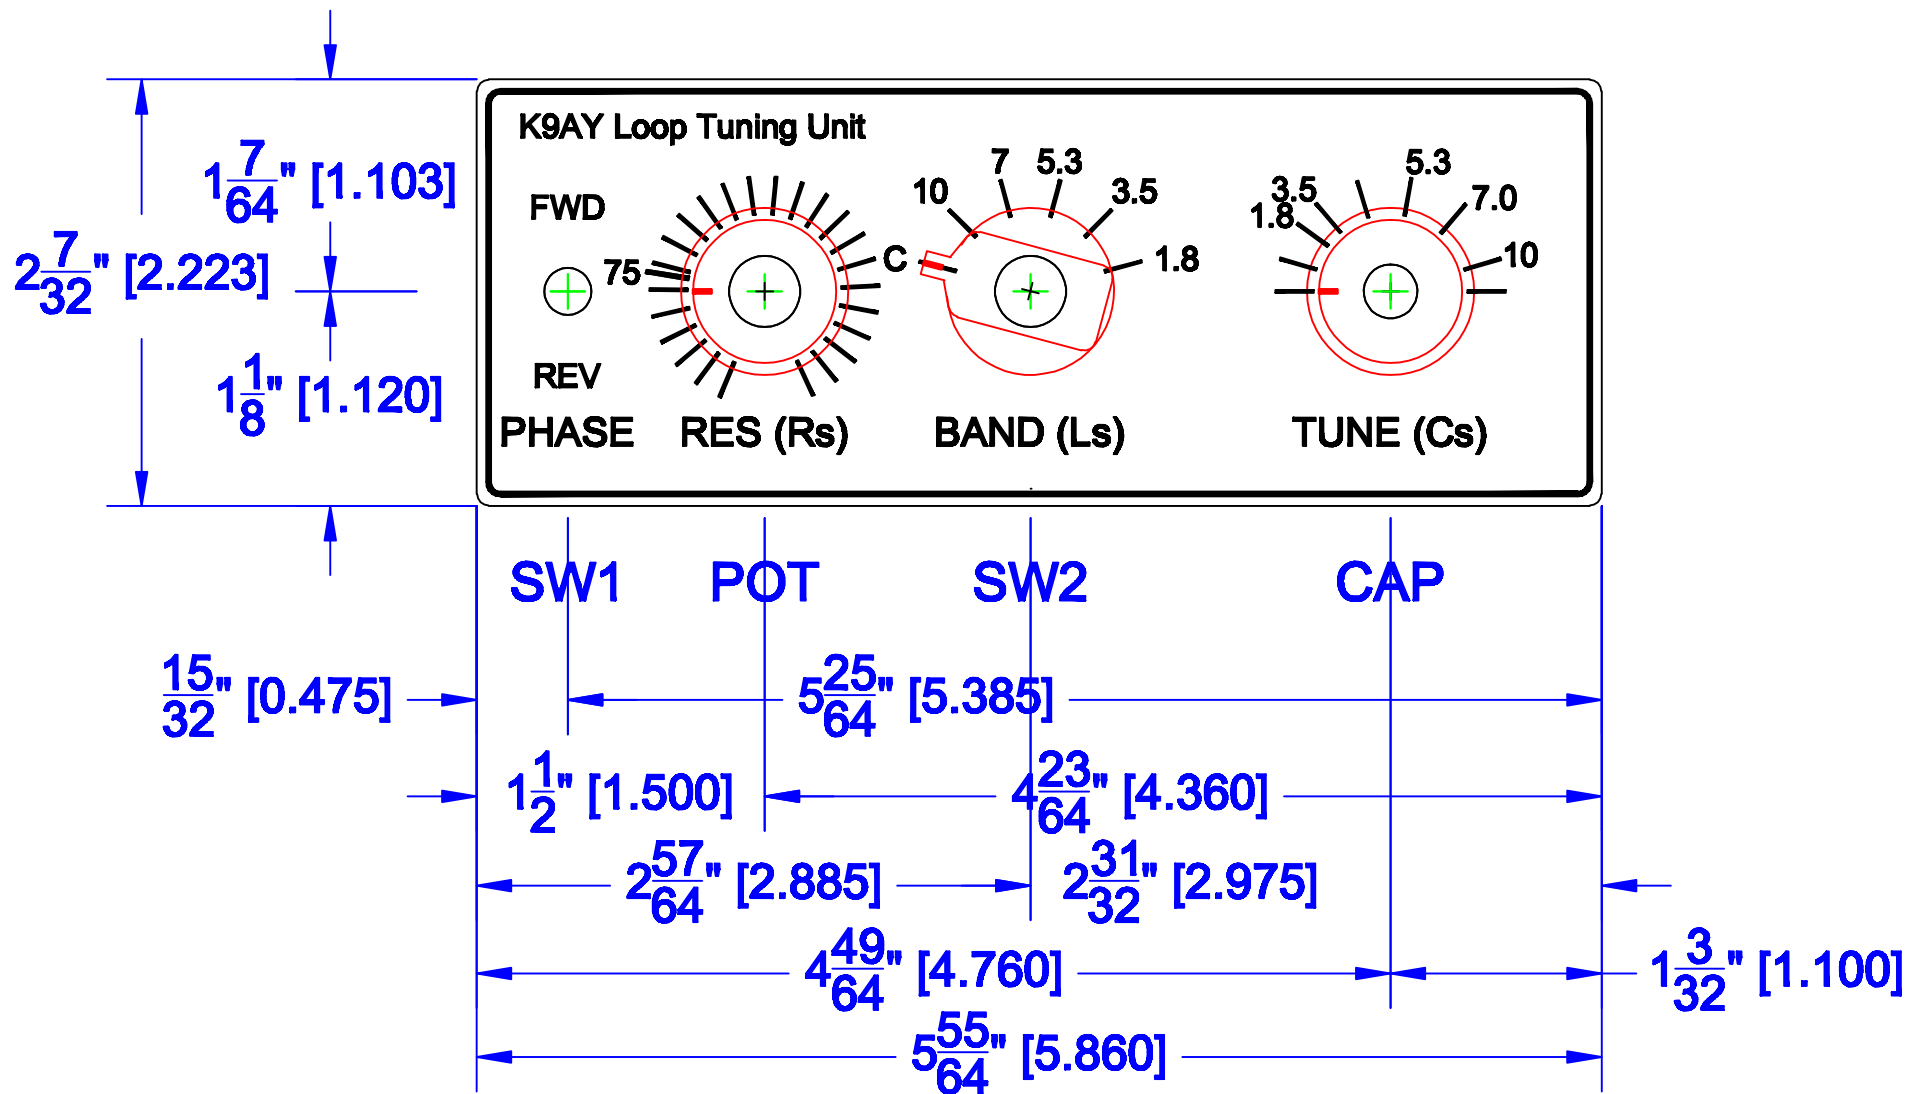 K9AY Loop Tuning Unit
1 7/64" [1.103]
2 7/32" [2.223]
1 1/8" [1.120]
FWD
REV
PHASE
75
RES (Rs)
C
10
7
5.3
3.5
1.8
BAND (Ls)
1.8
3.5
5.3
7.0
10
TUNE (Cs)
SW1 POT SW2 CAP
15/32" [0.475] 5 25/64" [5.385]
1 1/2" [1.500] 4 23/64" [4.360]
2 57/64" [2.885] 2 31/32" [2.975]
4 49/64" [4.760] 1 3/32" [1.100]
5 55/64" [5.860]